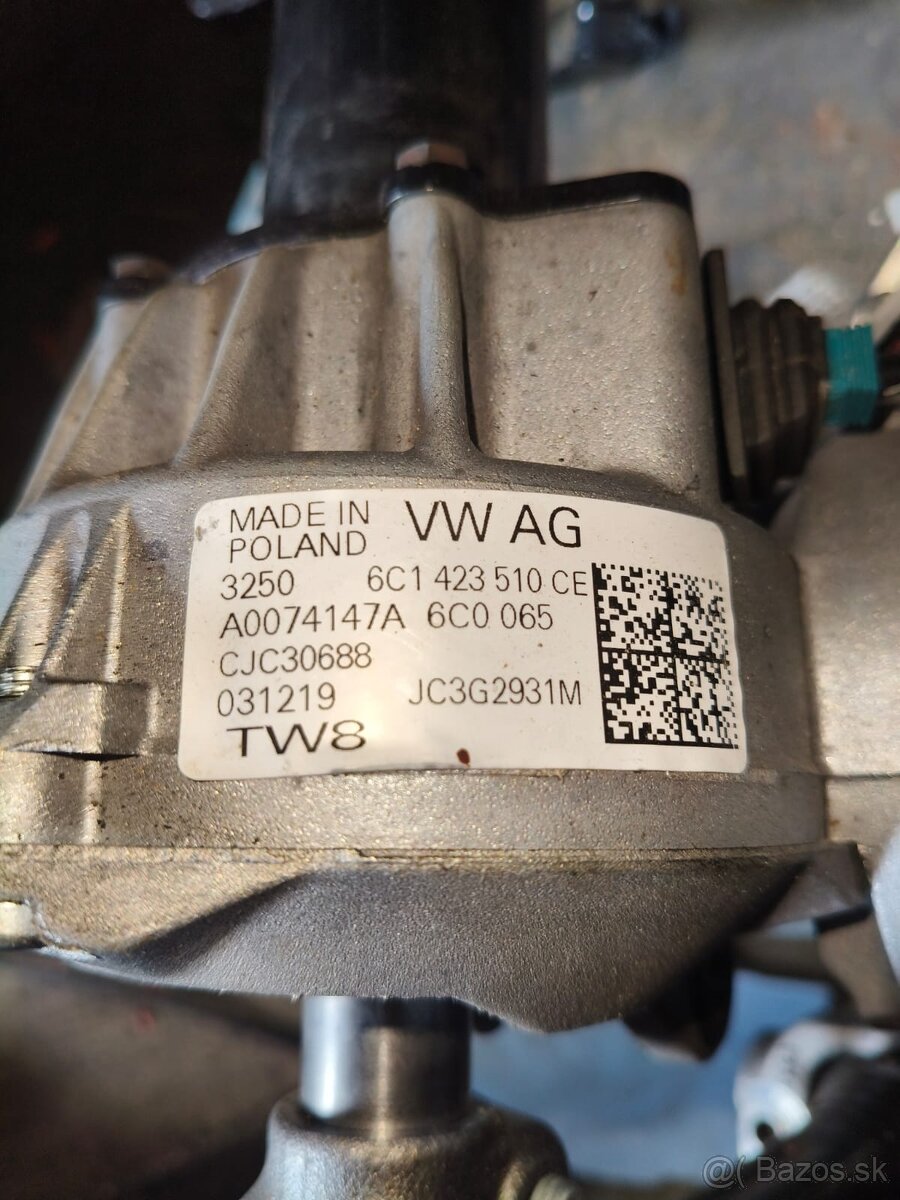 MADE IN VW AG
POLAND
3250 6C1 423 510 CE
A0074147A 6C0 065
CJC30688
031219 JC3G2931M
TW8
@( Bazos.sk